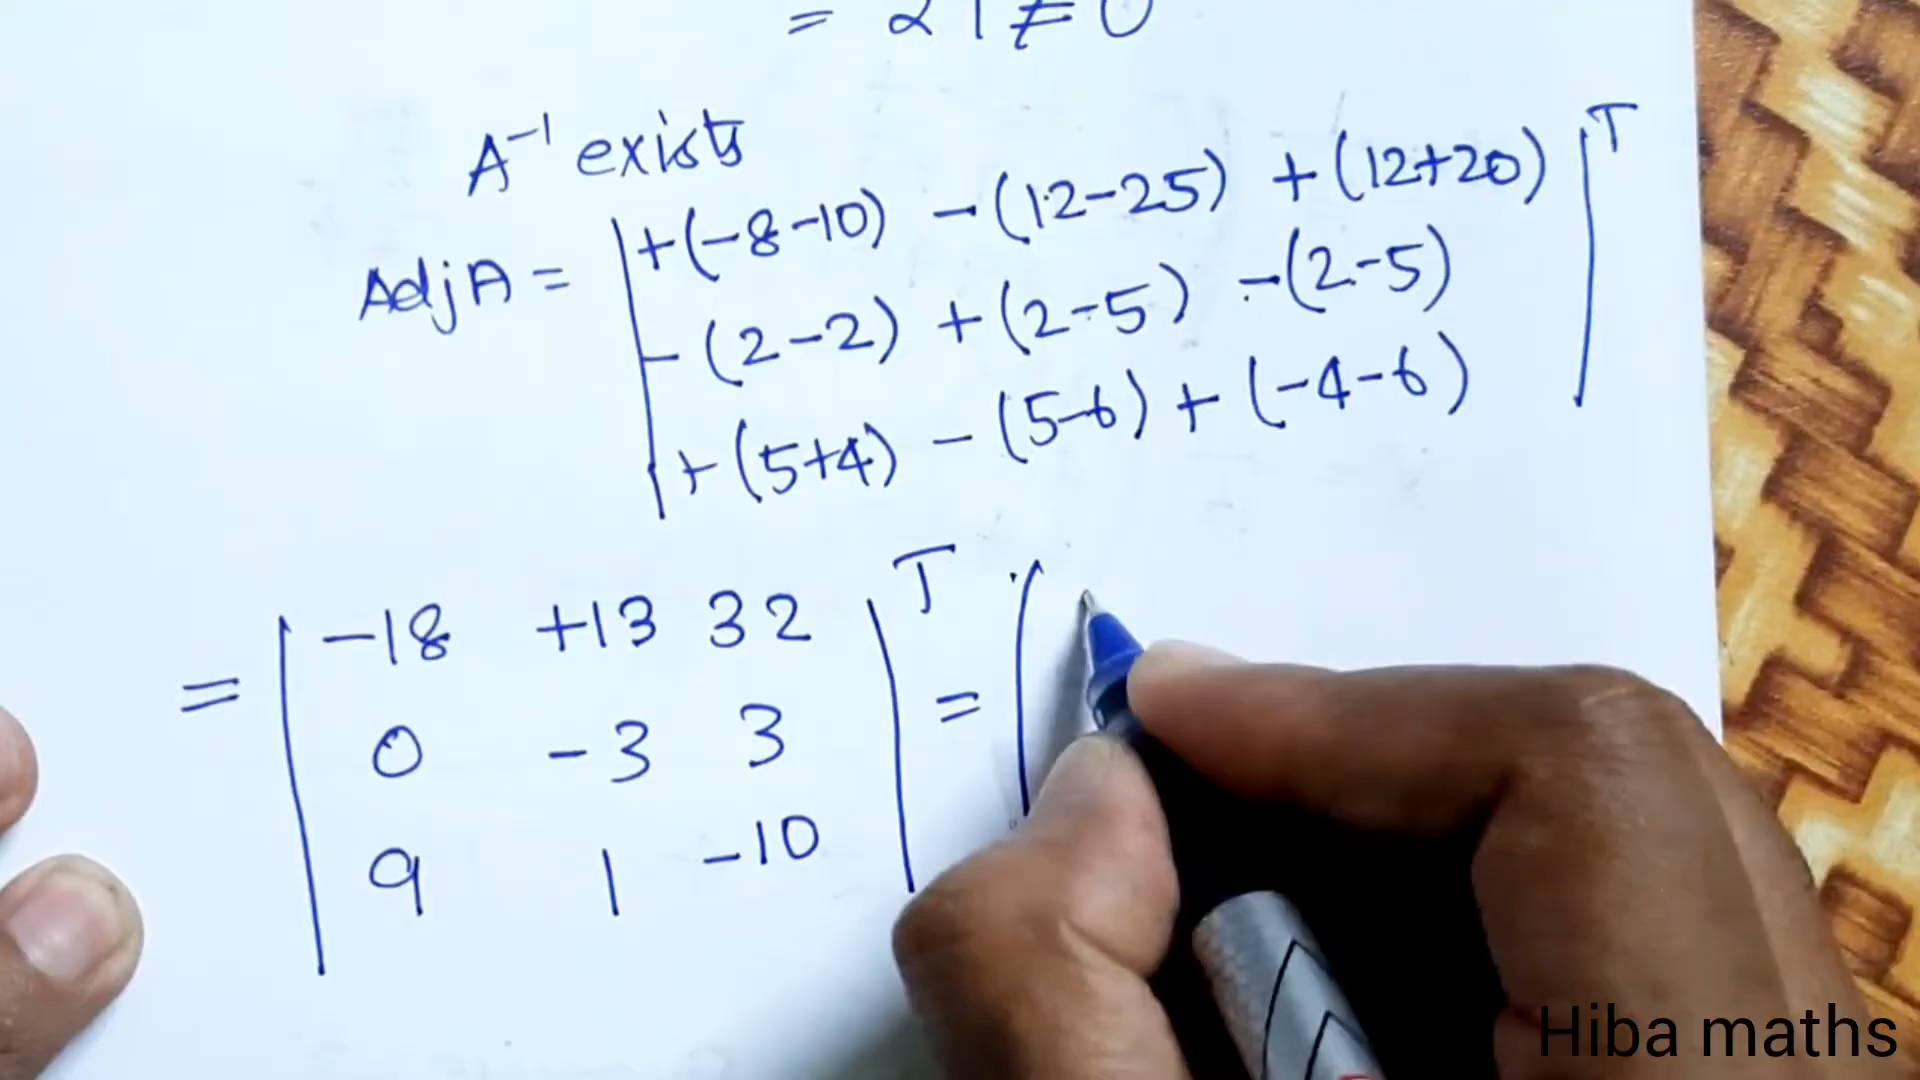 = 21 ≠ 0
A⁻¹ exists
Adj A = | +(-8-10) -(12-25) +(12+20) |ᵀ
-(2-2) +(2-5) -(2-5)
+(5+4) -(5-6) +(-4-6)
= | -18 +13 32 |ᵀ = (
0 -3 3
9 1 -10
Hiba maths